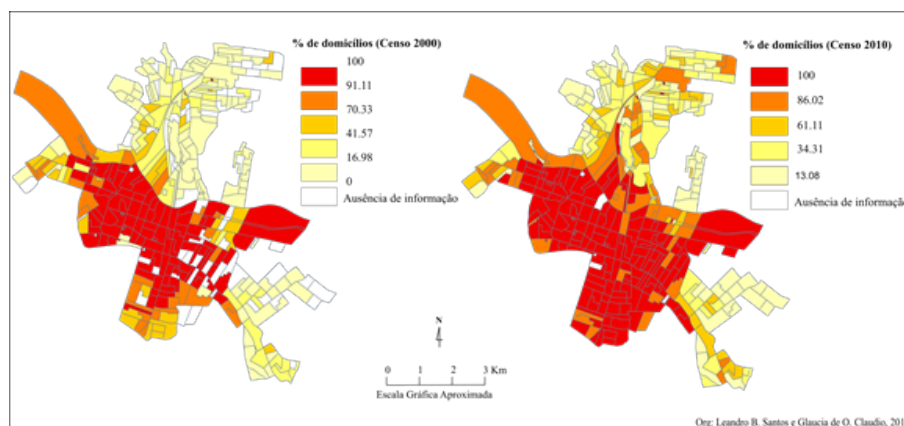 % de domicílios (Censo 2000)
100
91.11
70.33
41.57
16.98
0
Ausência de informação
% de domicílios (Censo 2010)
100
86.02
61.11
34.31
13.08
Ausência de informação
N
0 1 2 3 Km
Escala Gráfica Aproximada
Org: Leandro B. Santos e Glaucia de O. Claudio, 201